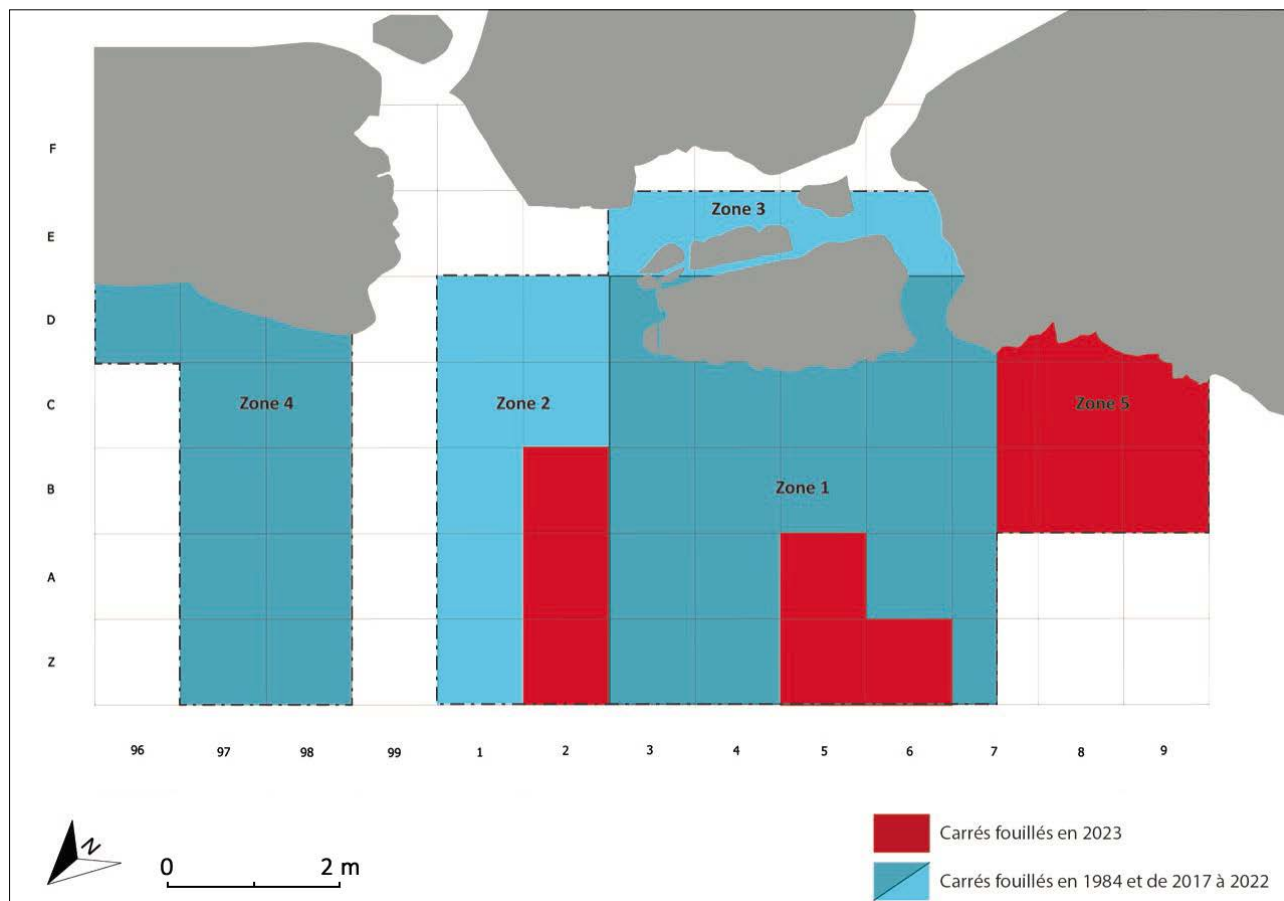 F
Zone 3
E
D
Zone 4
Zone 2
Zone 5
C
B
Zone 1
A
Z
96 97 98 99 1 2 3 4 5 6 7 8 9
N
0 2 m
Carrés fouillés en 2023
Carrés fouillés en 1984 et de 2017 à 2022